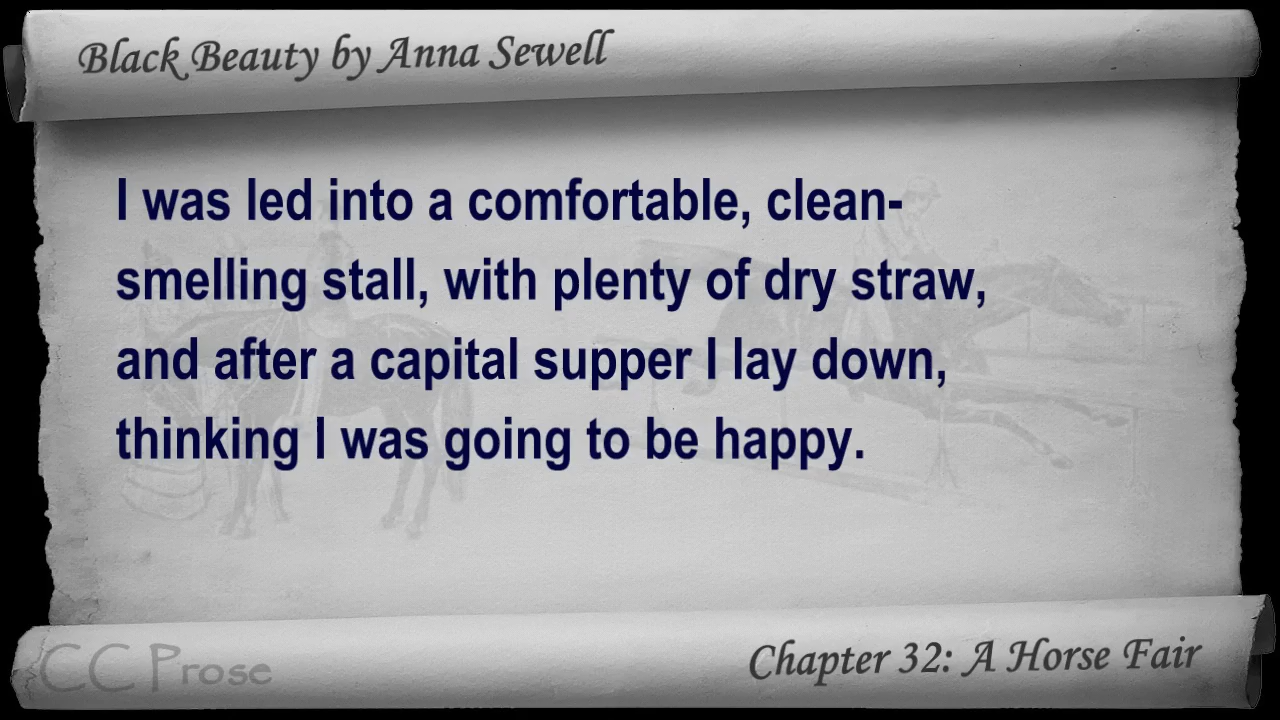 Black Beauty by Anna Sewell
I was led into a comfortable, clean-
smelling stall, with plenty of dry straw,
and after a capital supper I lay down,
thinking I was going to be happy.
CC Prose
Chapter 32: A Horse Fair